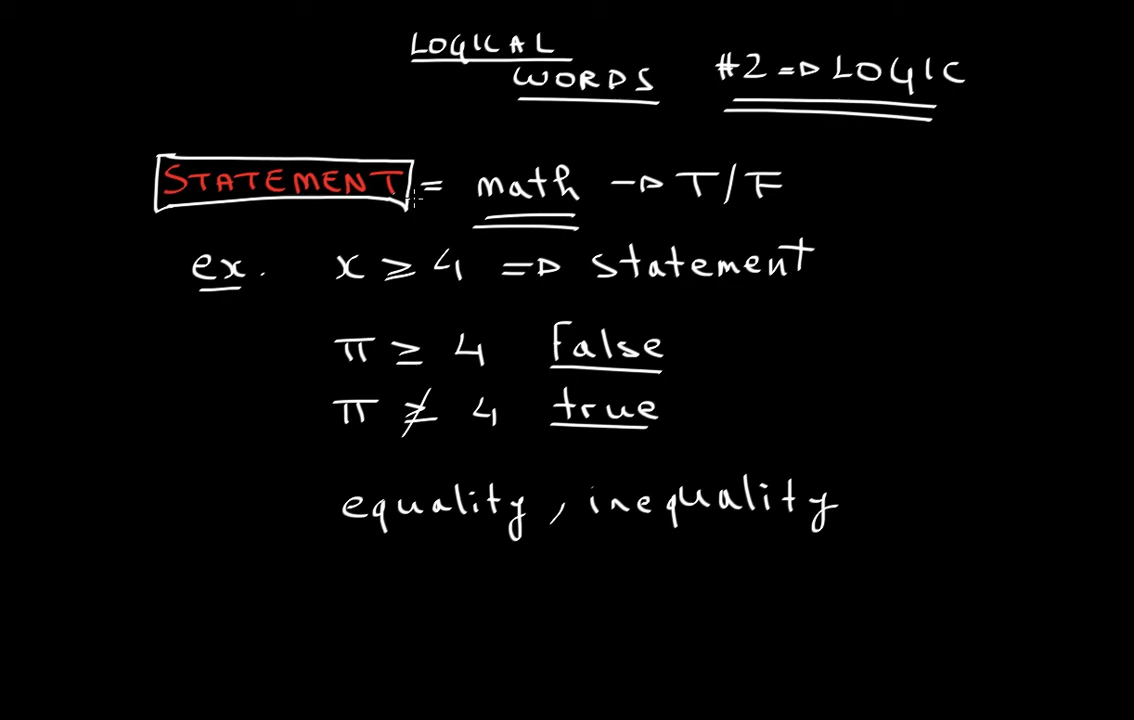 LOGICAL
WORDS #2 ⇒ LOGIC
STATEMENT = math → T/F
ex. x ≥ 4 ⇒ statement
π ≥ 4 False
π ≱ 4 true
equality, inequality